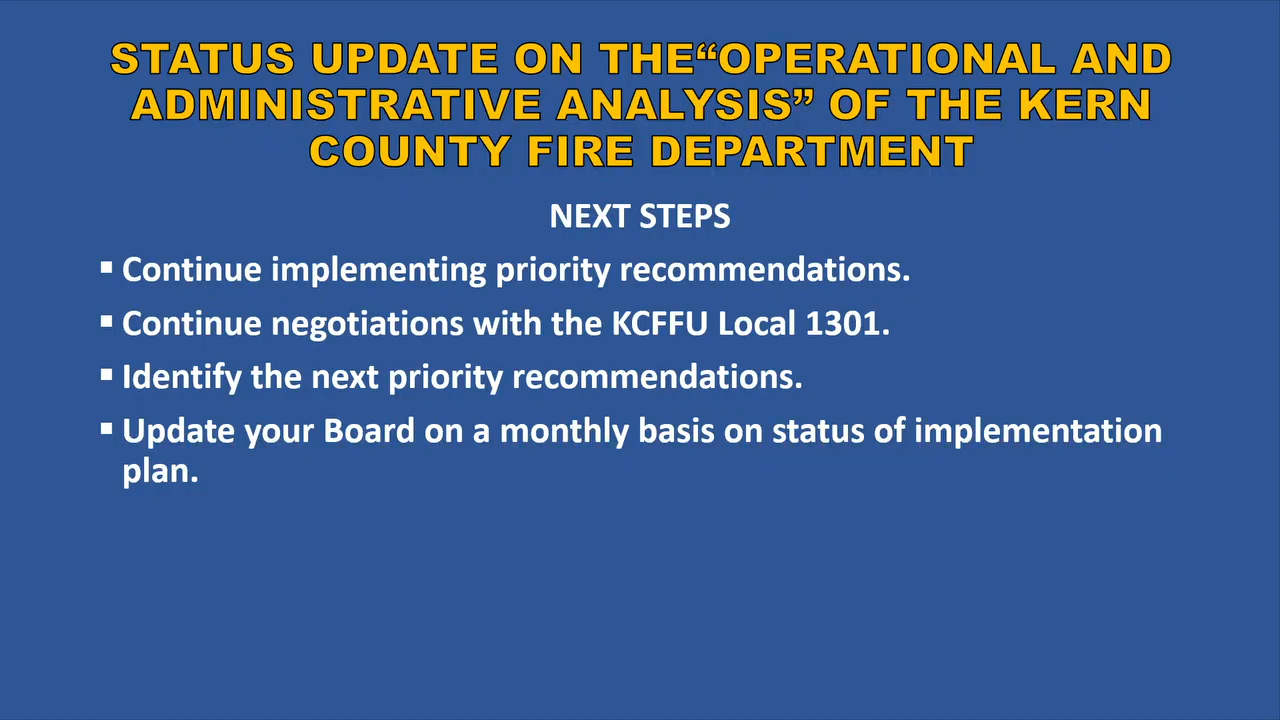 STATUS UPDATE ON THE“OPERATIONAL AND
ADMINISTRATIVE ANALYSIS” OF THE KERN
COUNTY FIRE DEPARTMENT
NEXT STEPS
▪ Continue implementing priority recommendations.
▪ Continue negotiations with the KCFFU Local 1301.
▪ Identify the next priority recommendations.
▪ Update your Board on a monthly basis on status of implementation
plan.